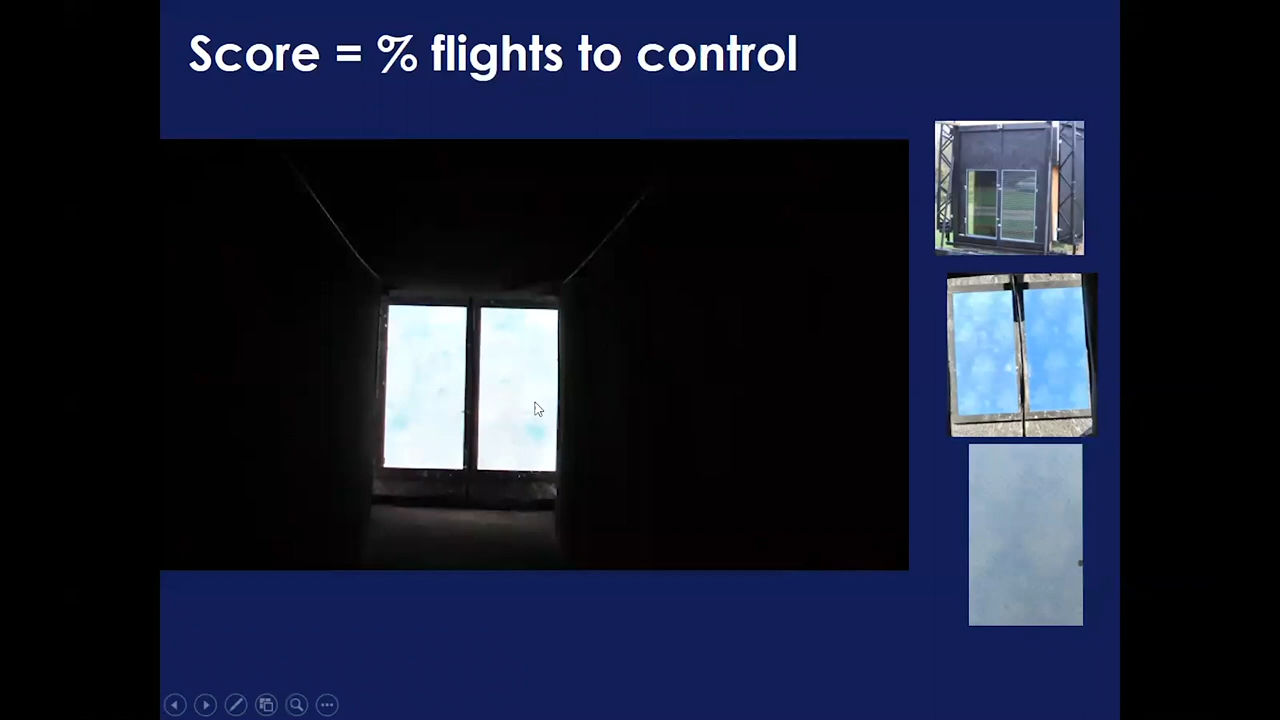 Score = % flights to control